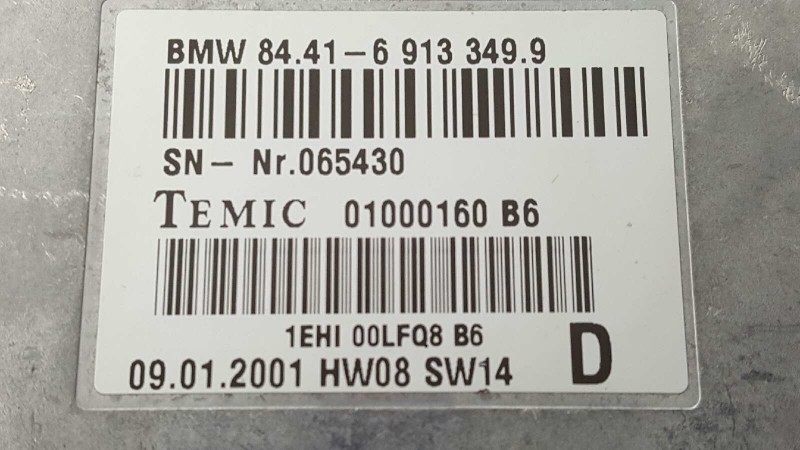 BMW 84.41-6 913 349.9
SN- Nr.065430
TEMIC 01000160 B6
1EHI 00LFQ8 B6
09.01.2001 HW08 SW14 D